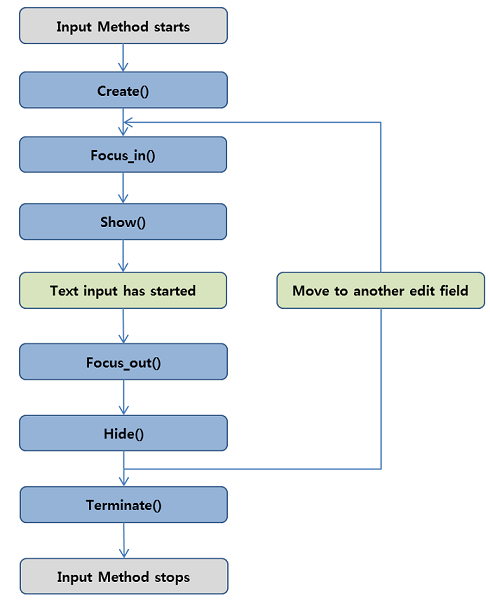 Input Method starts
Create()
Focus_in()
Show()
Text input has started
Move to another edit field
Focus_out()
Hide()
Terminate()
Input Method stops